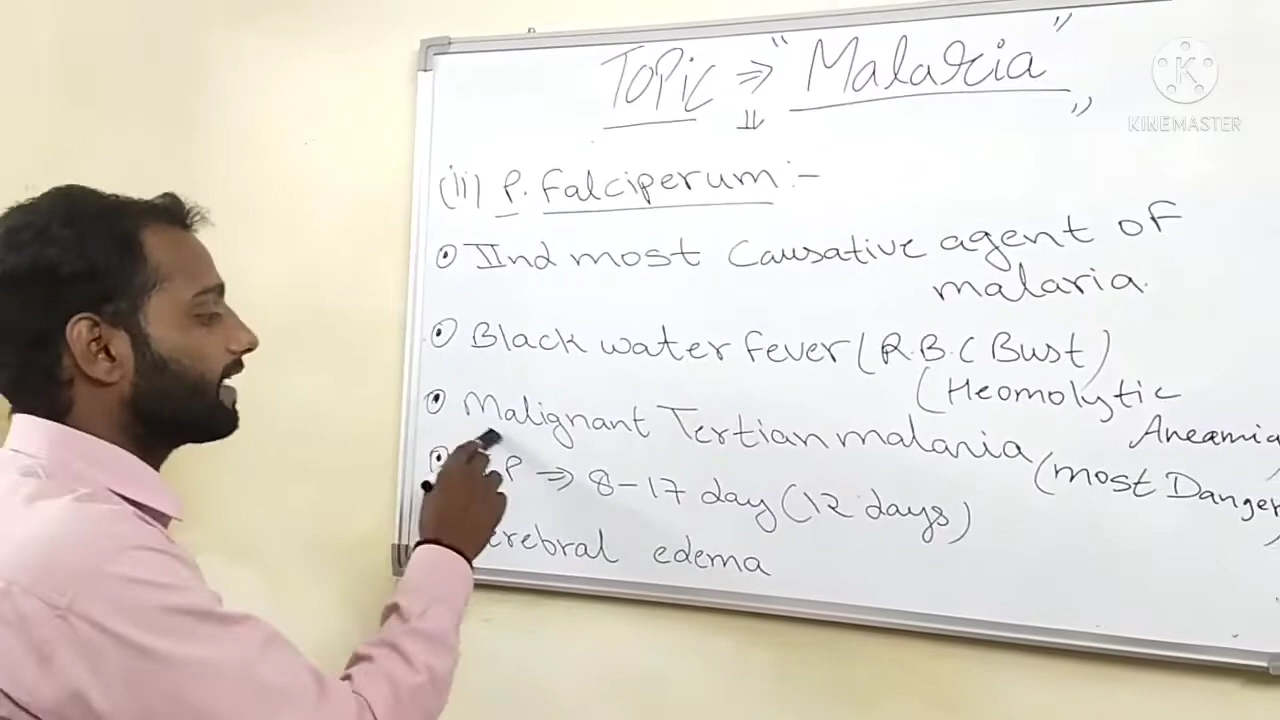 Topic ⇒ "Malaria"
KINEMASTER
(ii) P. falciperum :-
IInd most causative agent of
malaria.
Black water fever (R.B.C Bust)
(Heomolytic
Aneamia
Malignant Tertian malaria
(most Danger
P ⇒ 8-17 day (12 days)
erebral edema